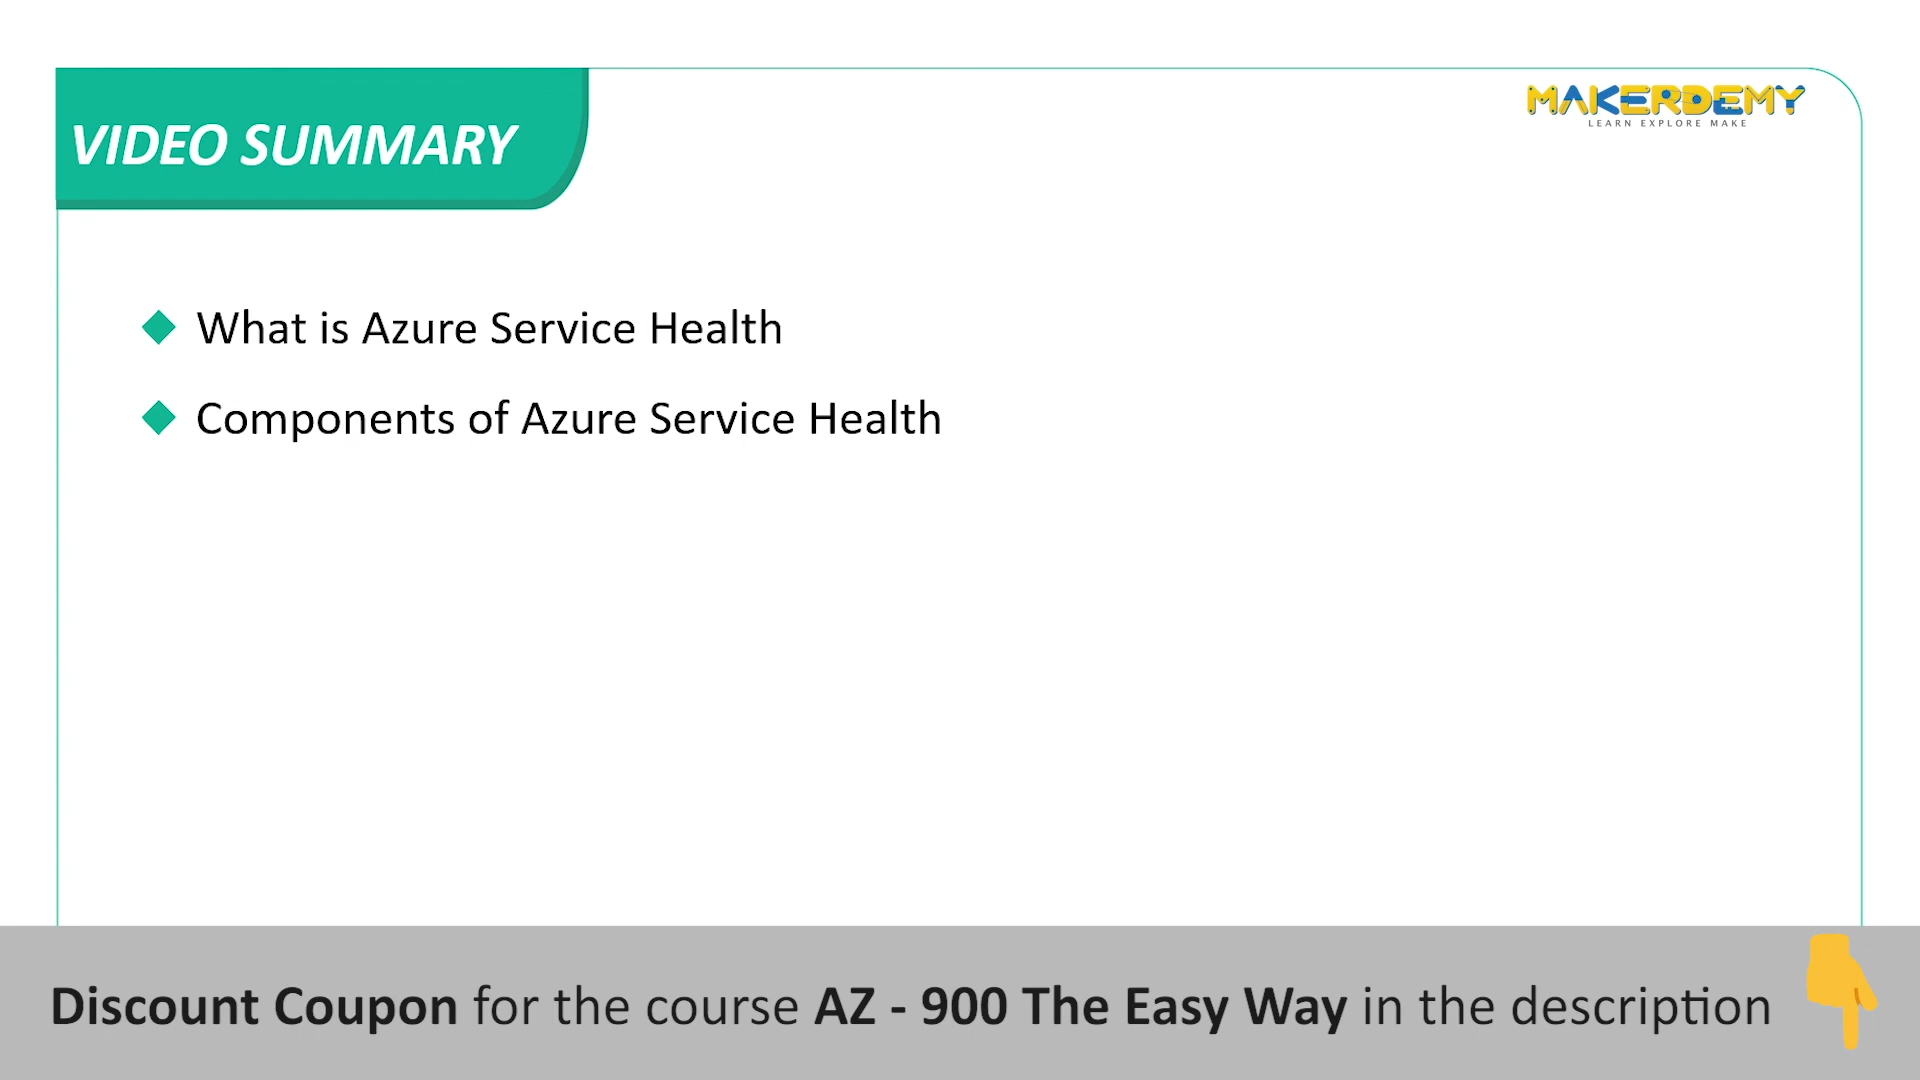 VIDEO SUMMARY
MAKERDEMY
LEARN EXPLORE MAKE
What is Azure Service Health
Components of Azure Service Health
Discount Coupon for the course AZ - 900 The Easy Way in the description